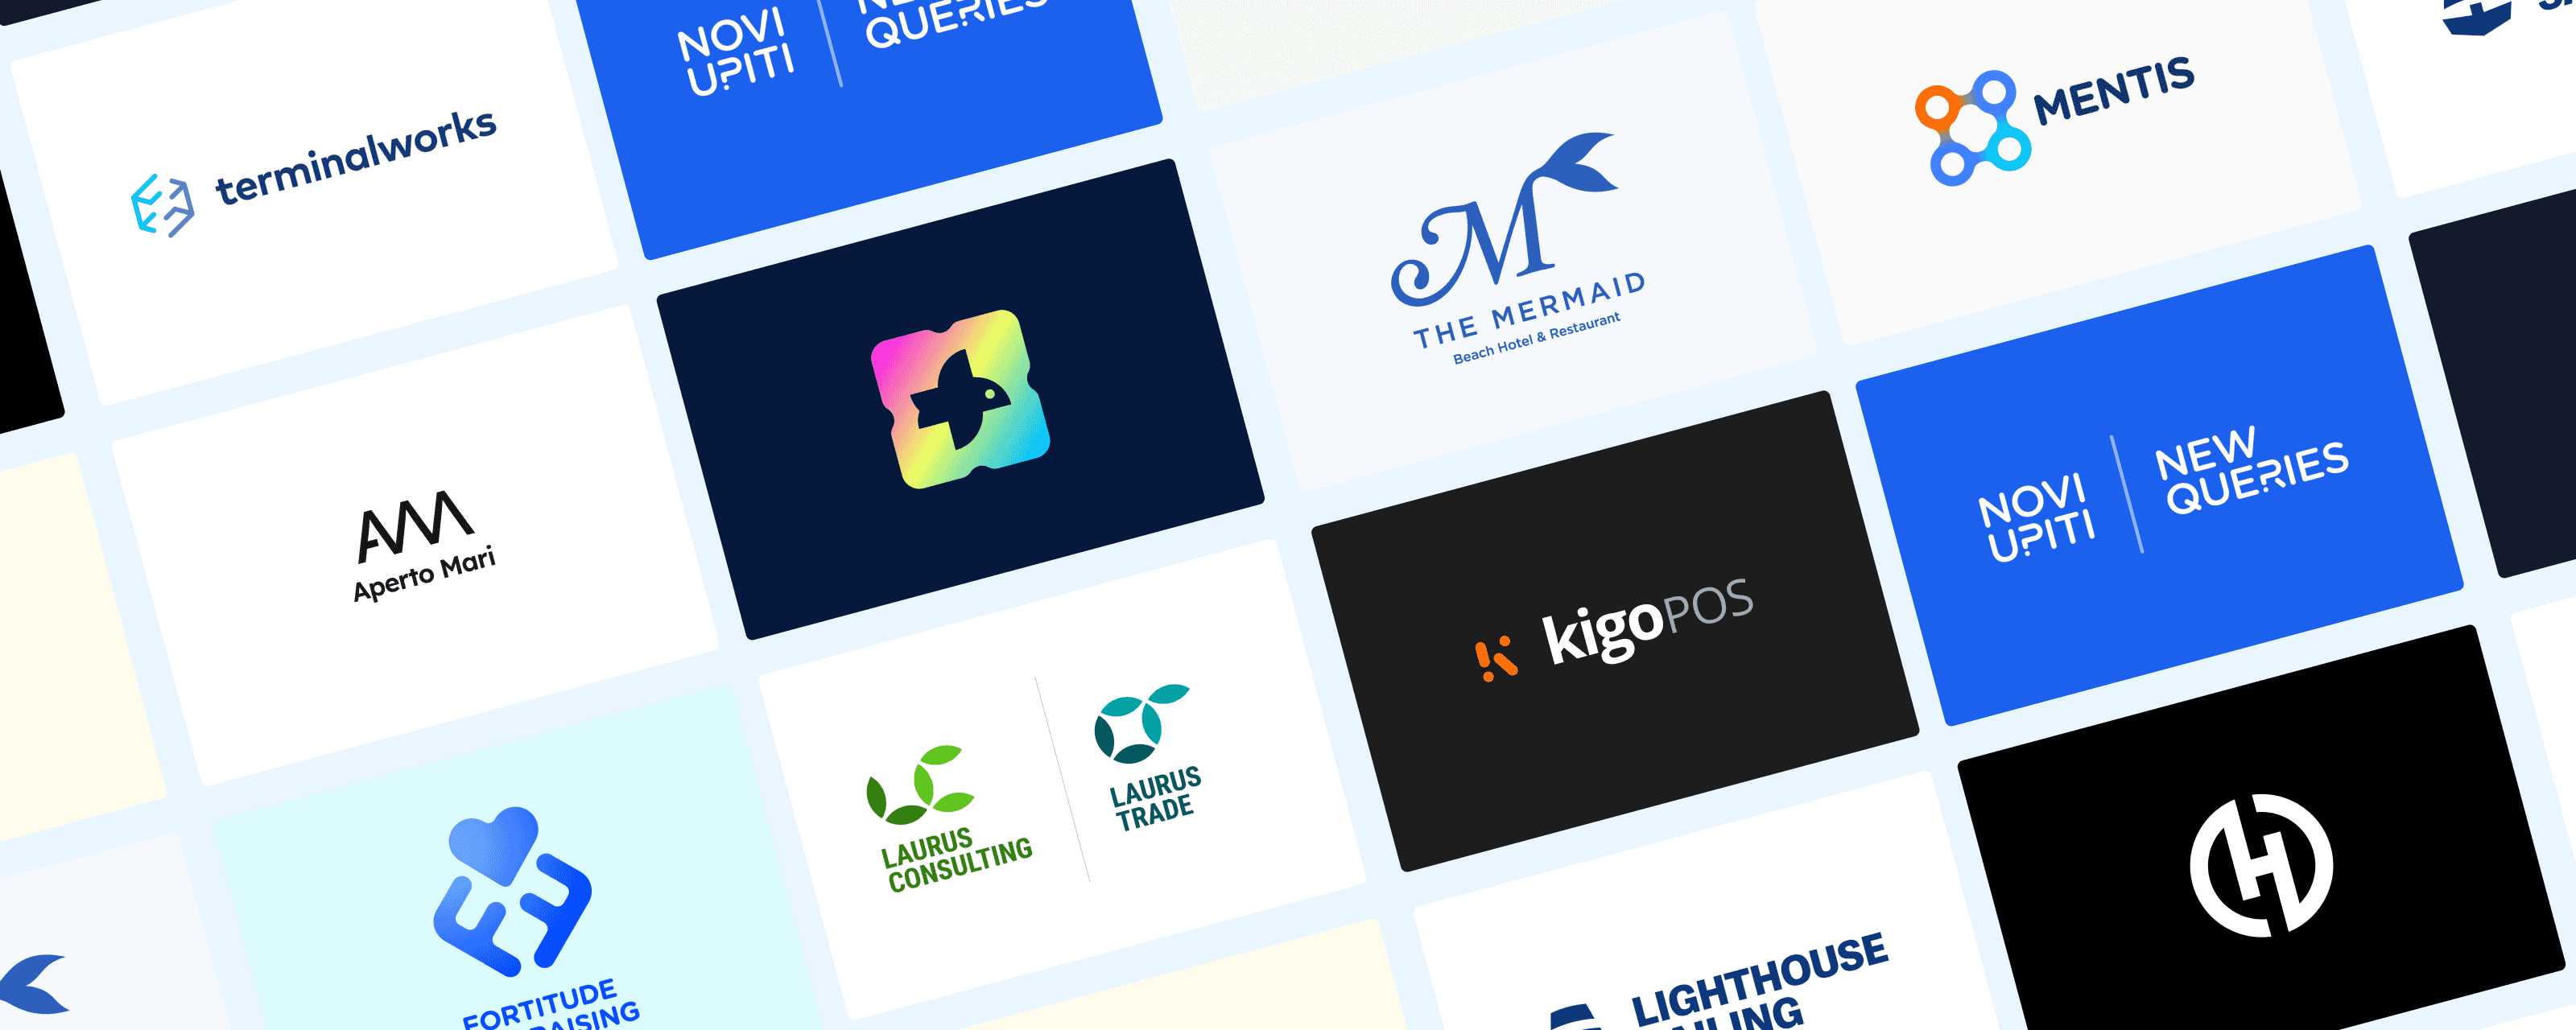 terminalworks
NOVI
UPITI
QUERIES
THE MERMAID
Beach Hotel & Restaurant
MENTIS
Aperto Mari
kigoPOS
NOVI
UPITI
NEW
QUERIES
LAURUS
CONSULTING
LAURUS
TRADE
FORTITUDE
LIGHTHOUSE